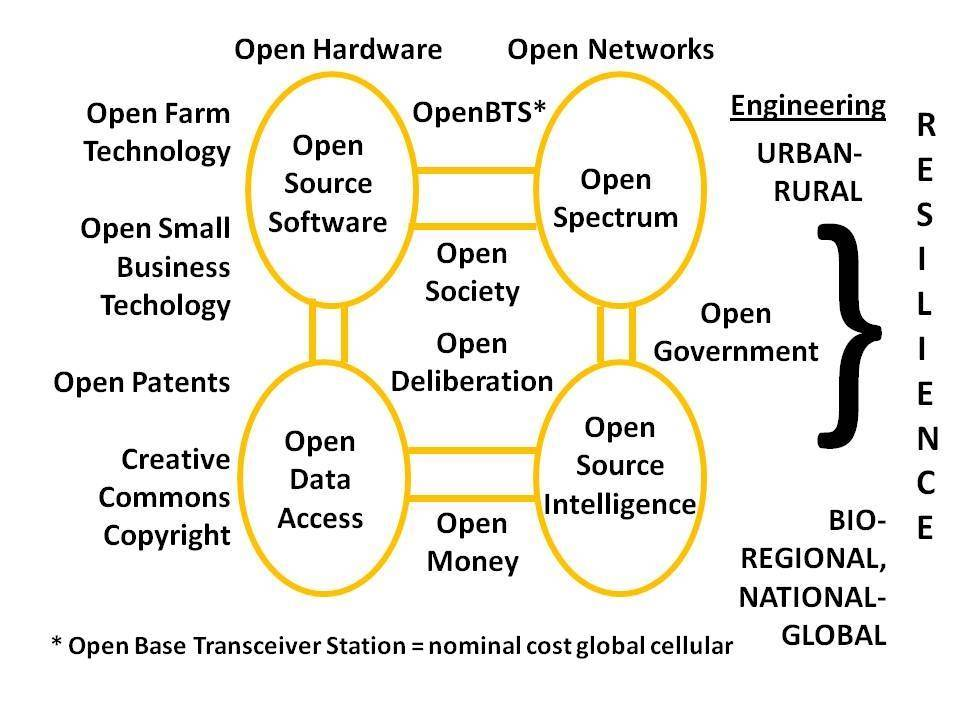 Open Hardware
Open Networks
Open Farm
Technology
Open Small
Business
Techology
Open Patents
Creative
Commons
Copyright
Open
Source
Software
OpenBTS*
Open
Spectrum
Open
Society
Open
Deliberation
Open
Data
Access
Open
Source
Intelligence
Open
Money
Open
Government
Engineering
URBAN-
RURAL
BIO-
REGIONAL,
NATIONAL-
GLOBAL
RESILIENCE
* Open Base Transceiver Station = nominal cost global cellular